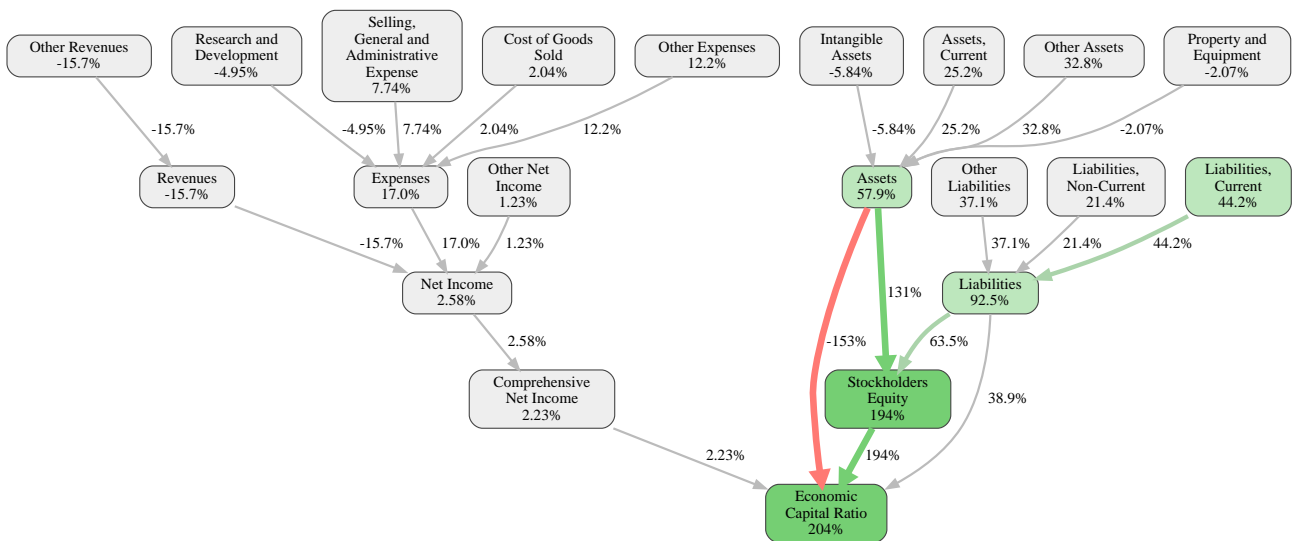 Other Revenues
-15.7%
Research and
Development
-4.95%
Selling,
General and
Administrative
Expense
7.74%
Cost of Goods
Sold
2.04%
Other Expenses
12.2%
Intangible
Assets
-5.84%
Assets,
Current
25.2%
Other Assets
32.8%
Property and
Equipment
-2.07%
-15.7%
-4.95%
7.74%
2.04%
12.2%
-5.84%
25.2%
32.8%
-2.07%
Revenues
-15.7%
Expenses
17.0%
Other Net
Income
1.23%
Assets
57.9%
Other
Liabilities
37.1%
Liabilities,
Non-Current
21.4%
Liabilities,
Current
44.2%
-15.7%
17.0%
1.23%
37.1%
21.4%
44.2%
Net Income
2.58%
131%
Liabilities
92.5%
2.58%
-153%
63.5%
Comprehensive
Net Income
2.23%
Stockholders
Equity
194%
38.9%
2.23%
194%
Economic
Capital Ratio
204%